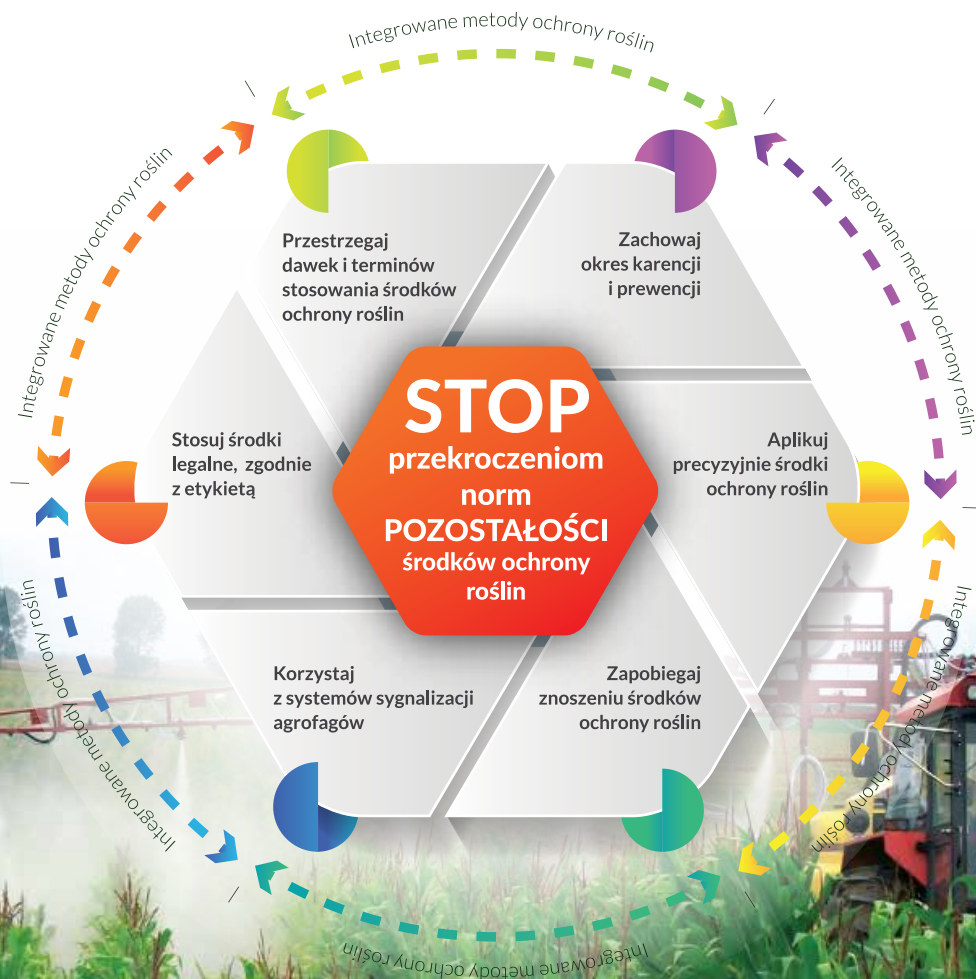 Integrowane metody ochrony roślin
Integrowane metody ochrony roślin
Integrowane metody ochrony roślin
Przestrzegaj
dawek i terminów
stosowania środków
ochrony roślin
Zachowaj
okres karencji
i prewencji
Stosuj środki
legalne, zgodnie
z etykietą
STOP
przekroczeniom
norm
POZOSTAŁOŚCI
środków ochrony
roślin
Aplikuj
precyzyjnie środki
ochrony roślin
Korzystaj
z systemów sygnalizacji
agrofagów
Zapobiegaj
znoszeniu środków
ochrony roślin
Integrowane metody ochrony roślin
Integrowane metody ochrony roślin
Integrowane metody ochrony roślin